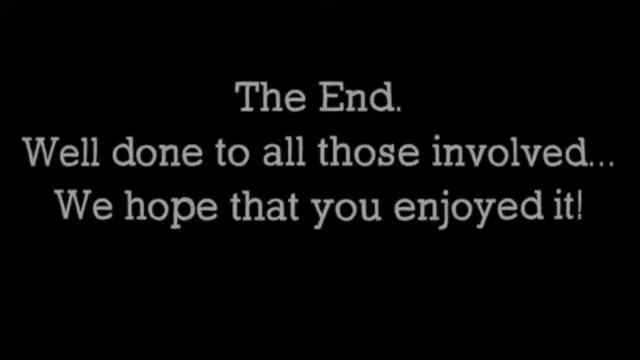 The End.
Well done to all those involved...
We hope that you enjoyed it!